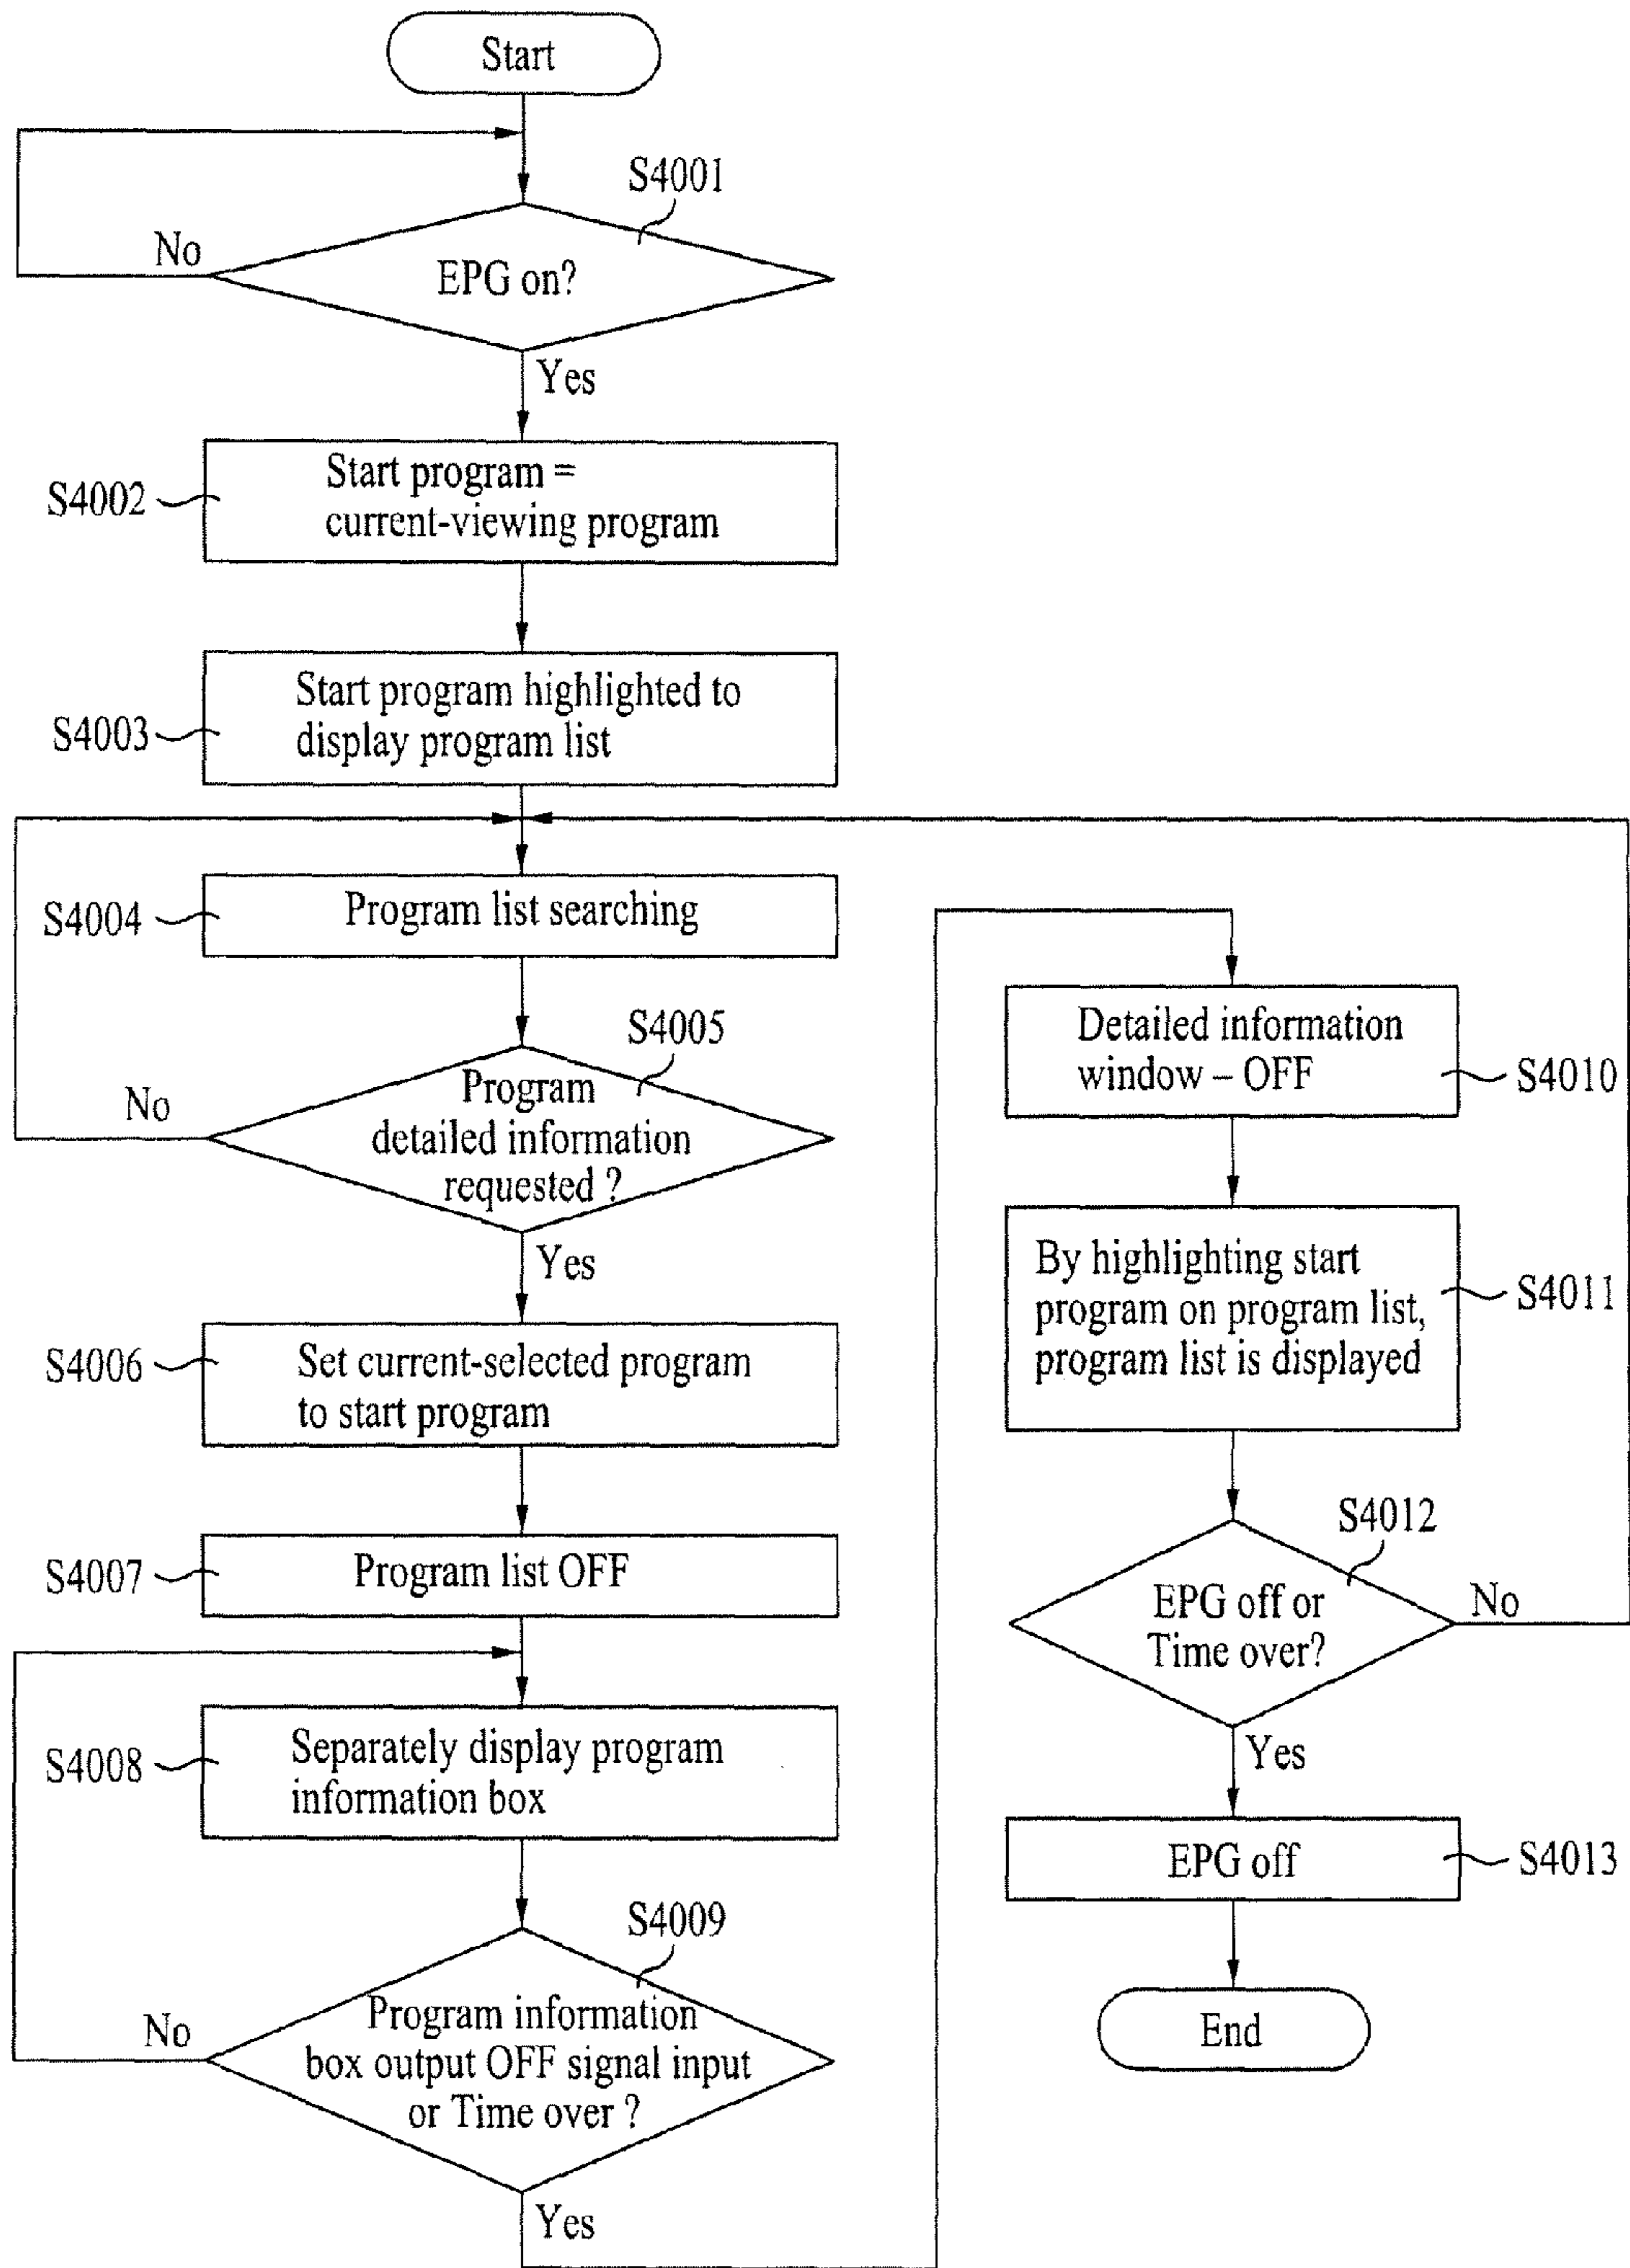 Start
S4001
No
EPG on?
Yes
S4002
Start program =
current-viewing program
S4003
Start program highlighted to
display program list
S4004
Program list searching
S4005
No
Program
detailed information
requested ?
Yes
S4006
Set current-selected program
to start program
S4007
Program list OFF
S4008
Separately display program
information box
S4009
No
Program information
box output OFF signal input
or Time over ?
Yes
Detailed information
window – OFF
S4010
By highlighting start
program on program list,
program list is displayed
S4011
S4012
EPG off or
Time over?
No
Yes
EPG off
S4013
End